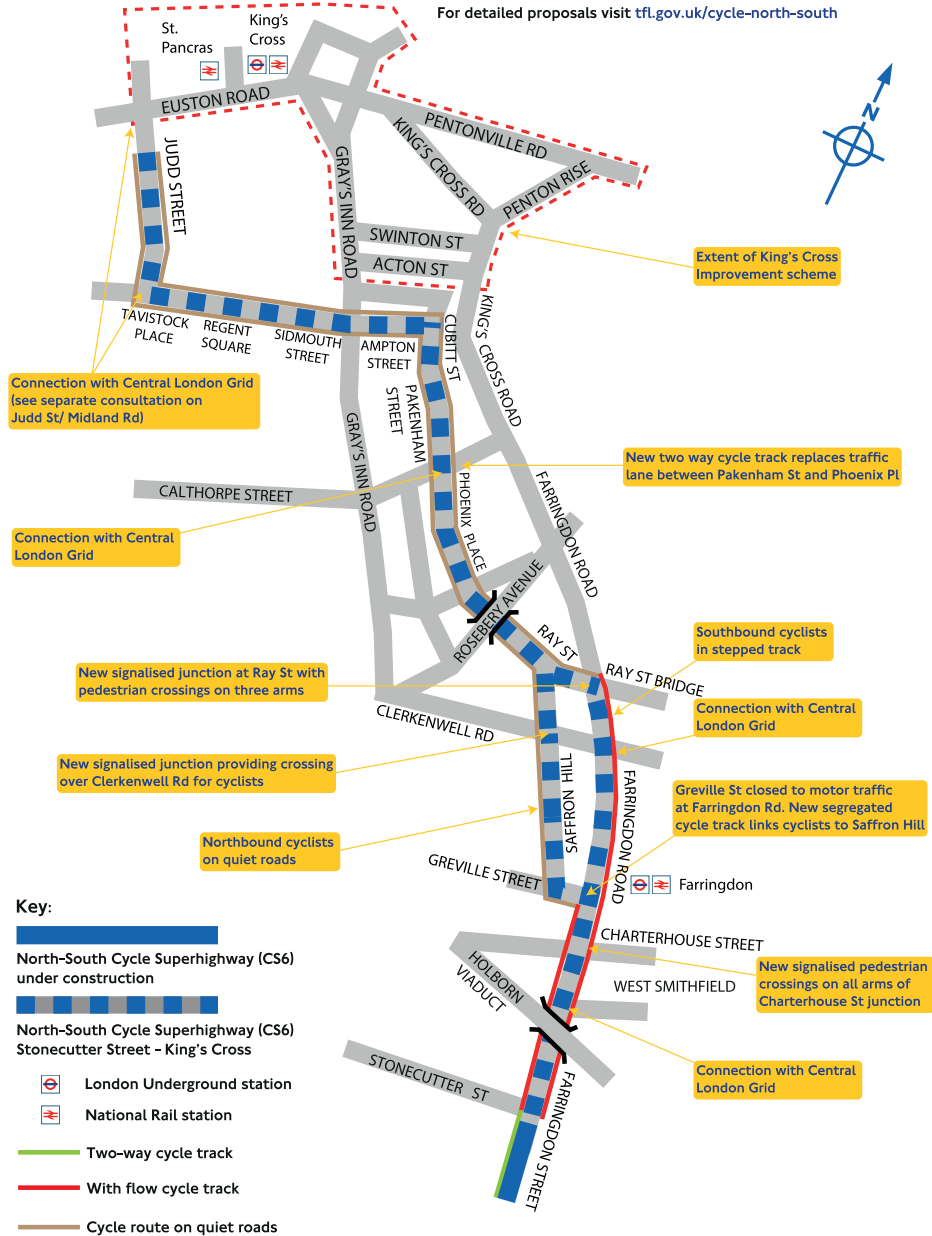 For detailed proposals visit tfl.gov.uk/cycle-north-south
St.
Pancras
King's
Cross
N
EUSTON ROAD
PENTONVILLE RD
KING'S CROSS RD
PENTON RISE
JUDD STREET
GRAY'S INN ROAD
SWINTON ST
ACTON ST
Extent of King's Cross
Improvement scheme
KING'S CROSS ROAD
TAVISTOCK
PLACE
REGENT
SQUARE
SIDMOUTH
STREET
AMPTON
STREET
CUBITT ST
Connection with Central London Grid
(see separate consultation on
Judd St/ Midland Rd)
PAKENHAM
STREET
GRAY'S INN ROAD
New two way cycle track replaces traffic
lane between Pakenham St and Phoenix Pl
CALTHORPE STREET
PHOENIX PLACE
FARRINGDON ROAD
Connection with Central
London Grid
ROSEBERY AVENUE
RAY ST
Southbound cyclists
in stepped track
New signalised junction at Ray St with
pedestrian crossings on three arms
RAY ST BRIDGE
Connection with Central
London Grid
CLERKENWELL RD
New signalised junction providing crossing
over Clerkenwell Rd for cyclists
SAFFRON HILL
FARRINGDON ROAD
Greville St closed to motor traffic
at Farringdon Rd. New segregated
cycle track links cyclists to Saffron Hill
Northbound cyclists
on quiet roads
GREVILLE STREET
Farringdon
CHARTERHOUSE STREET
HOLBORN
VIADUCT
WEST SMITHFIELD
New signalised pedestrian
crossings on all arms of
Charterhouse St junction
Connection with Central
London Grid
STONECUTTER ST
FARRINGDON STREET
Key:
North-South Cycle Superhighway (CS6)
under construction
North-South Cycle Superhighway (CS6)
Stonecutter Street - King's Cross
London Underground station
National Rail station
Two-way cycle track
With flow cycle track
Cycle route on quiet roads